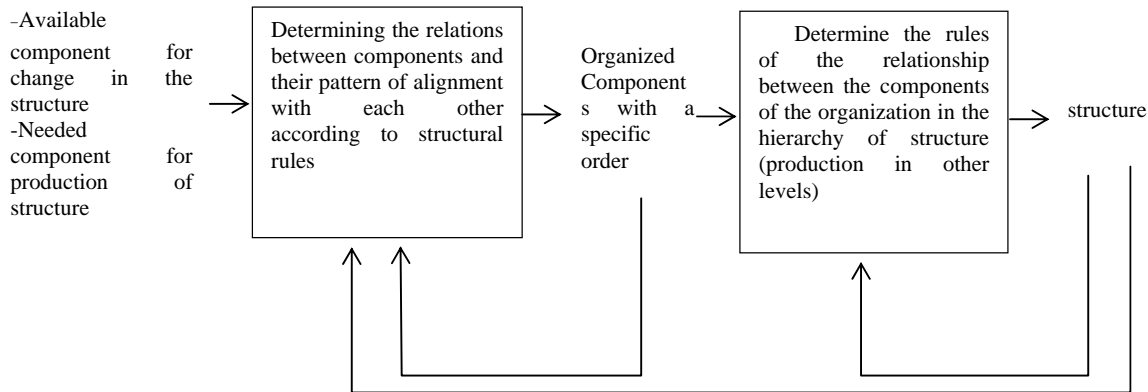 -Available
component for
change in the
structure
-Needed
component for
production of
structure
Determining the relations
between components and
their pattern of alignment
with each other
according to structural
rules
Organized
Component
s with a
specific
order
Determine the rules
of the relationship
between the components
of the organization in the
hierarchy of structure
(production in other
levels)
structure